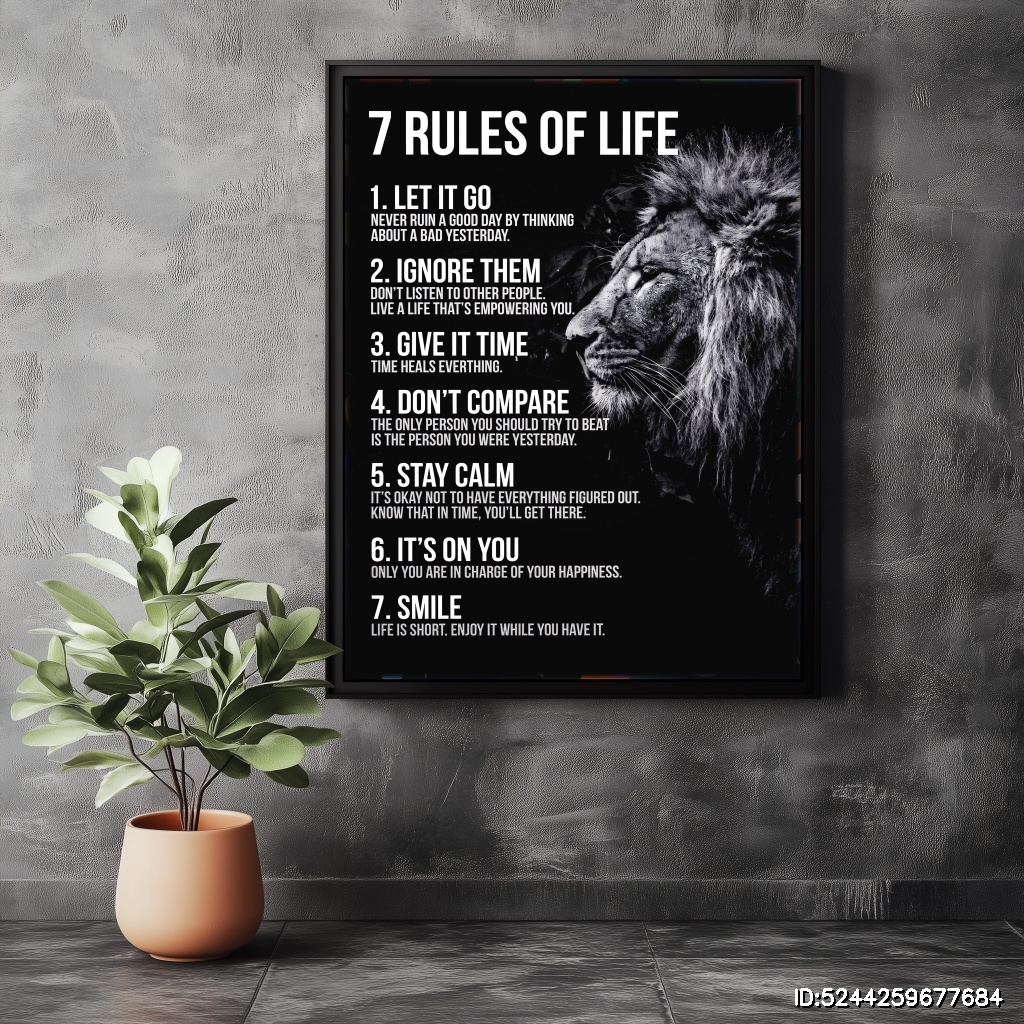 7 RULES OF LIFE
1. LET IT GO
NEVER RUIN A GOOD DAY BY THINKING
ABOUT A BAD YESTERDAY.
2. IGNORE THEM
DON'T LISTEN TO OTHER PEOPLE.
LIVE A LIFE THAT'S EMPOWERING YOU.
3. GIVE IT TIME
TIME HEALS EVERTHING.
4. DON'T COMPARE
THE ONLY PERSON YOU SHOULD TRY TO BEAT
IS THE PERSON YOU WERE YESTERDAY.
5. STAY CALM
IT'S OKAY NOT TO HAVE EVERYTHING FIGURED OUT.
KNOW THAT IN TIME, YOU'LL GET THERE.
6. IT'S ON YOU
ONLY YOU ARE IN CHARGE OF YOUR HAPPINESS.
7. SMILE
LIFE IS SHORT. ENJOY IT WHILE YOU HAVE IT.
ID:5244259677684